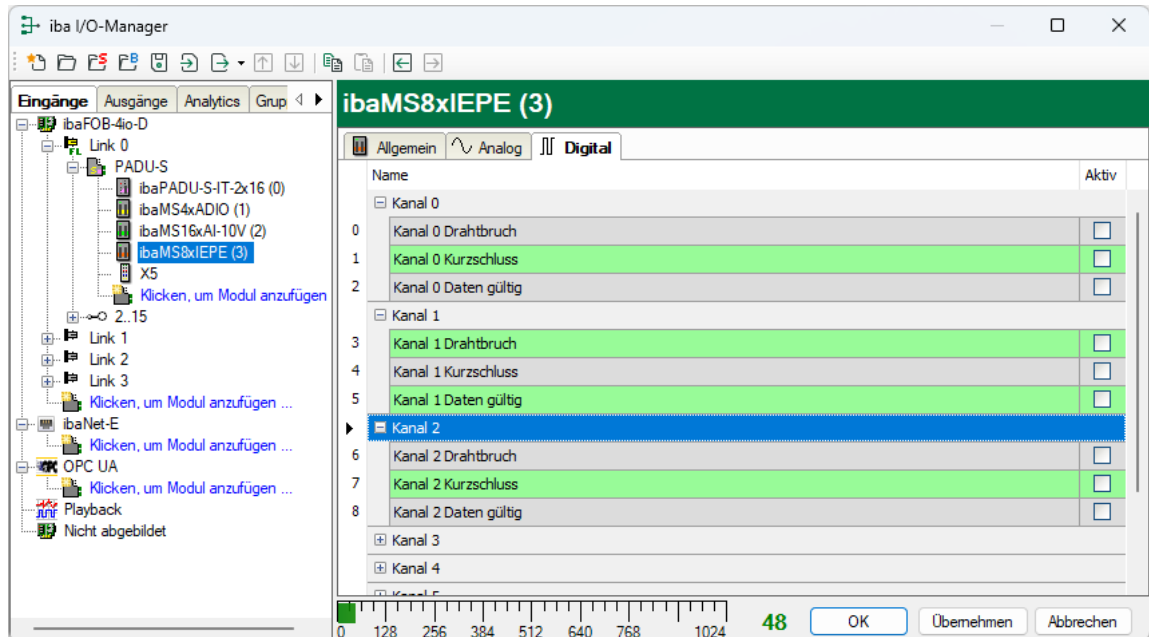 iba I/O-Manager
Eingänge Ausgänge Analytics Grup
ibaFOB-4io-D
Link 0
FL
PADU-S
ibaPADU-S-IT-2x16 (0)
ibaMS4xADIO (1)
ibaMS16xAI-10V (2)
ibaMS8xIEPE (3)
X5
Klicken, um Modul anzufügen
2..15
Link 1
Link 2
Link 3
Klicken, um Modul anzufügen ...
ibaNet-E
Klicken, um Modul anzufügen ...
OPC UA
Klicken, um Modul anzufügen ...
Playback
Nicht abgebildet
ibaMS8xIEPE (3)
Allgemein Analog Digital
Name Aktiv
Kanal 0
0 Kanal 0 Drahtbruch
1 Kanal 0 Kurzschluss
2 Kanal 0 Daten gültig
Kanal 1
3 Kanal 1 Drahtbruch
4 Kanal 1 Kurzschluss
5 Kanal 1 Daten gültig
Kanal 2
6 Kanal 2 Drahtbruch
7 Kanal 2 Kurzschluss
8 Kanal 2 Daten gültig
Kanal 3
Kanal 4
Kanal 5
0 128 256 384 512 640 768 1024
48 OK Übernehmen Abbrechen